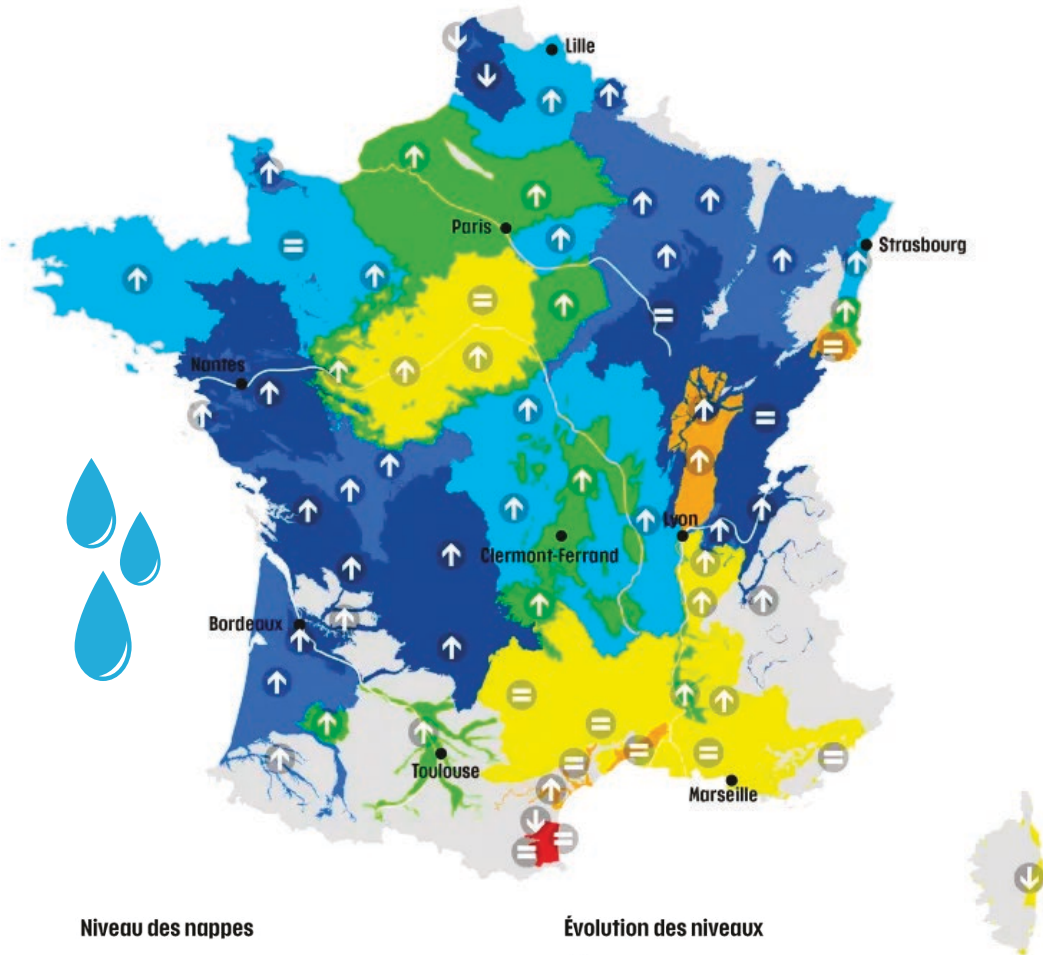 Lille
Paris
Strasbourg
Nantes
Lyon
Clermont-Ferrand
Bordeaux
Toulouse
Marseille
Niveau des nappes
Évolution des niveaux